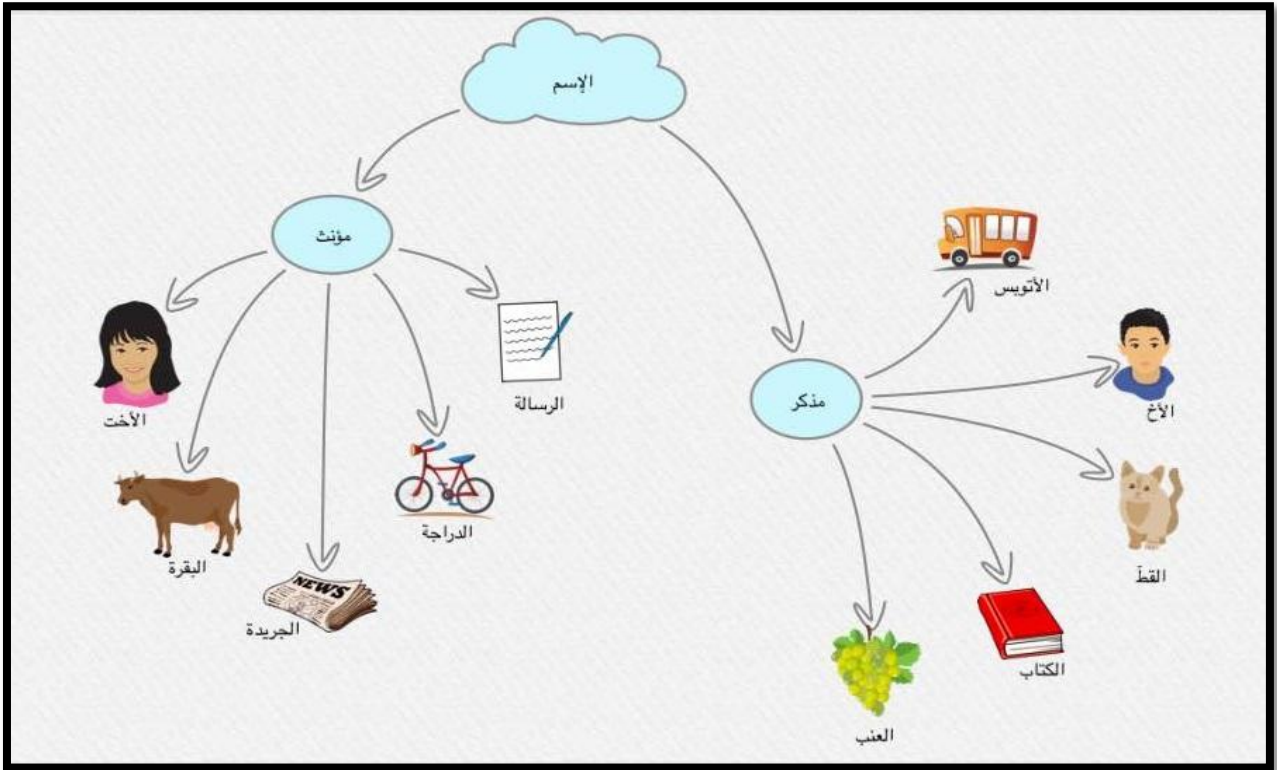 الإسم
مذكر
الأتوبيس
الأخ
القطّ
الكتاب
العنب
مؤنث
الرسالة
الدراجة
NEWS
الجريدة
البقرة
الأخت